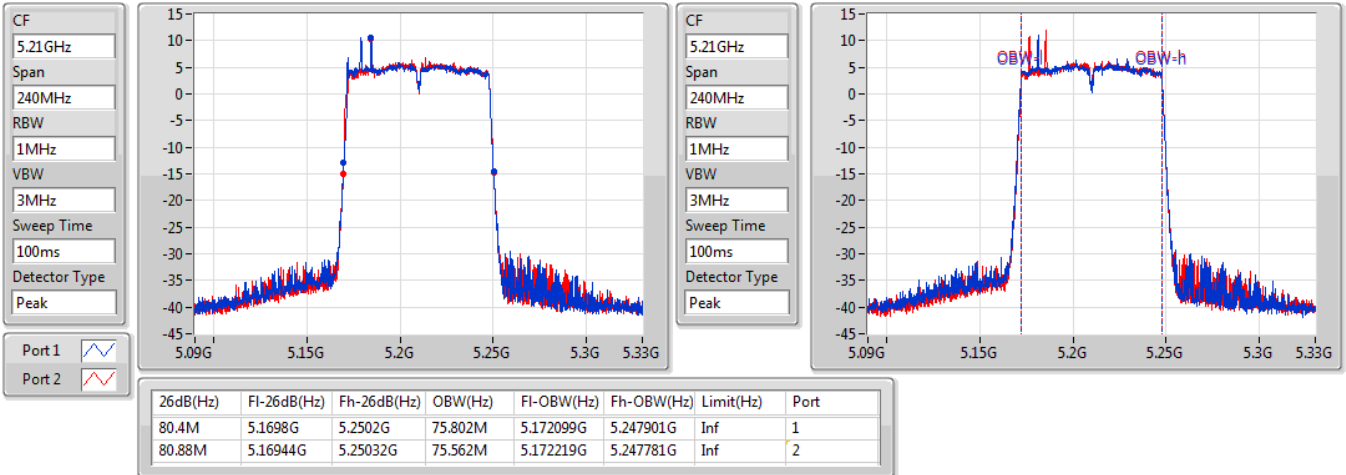 CF
5.21GHz
Span
240MHz
RBW
1MHz
VBW
3MHz
Sweep Time
100ms
Detector Type
Peak
Port 1
Port 2
15
10
5
0
-5
-10
-15
-20
-25
-30
-35
-40
-45
5.09G 5.15G 5.2G 5.25G 5.3G 5.33G
CF
5.21GHz
Span
240MHz
RBW
1MHz
VBW
3MHz
Sweep Time
100ms
Detector Type
Peak
15
10
5
0
-5
-10
-15
-20
-25
-30
-35
-40
-45
OBW-l OBW-h
5.09G 5.15G 5.2G 5.25G 5.3G 5.33G
26dB(Hz) Fl-26dB(Hz) Fh-26dB(Hz) OBW(Hz) Fl-OBW(Hz) Fh-OBW(Hz) Limit(Hz) Port
80.4M 5.1698G 5.2502G 75.802M 5.172099G 5.247901G Inf 1
80.88M 5.16944G 5.25032G 75.562M 5.172219G 5.247781G Inf 2